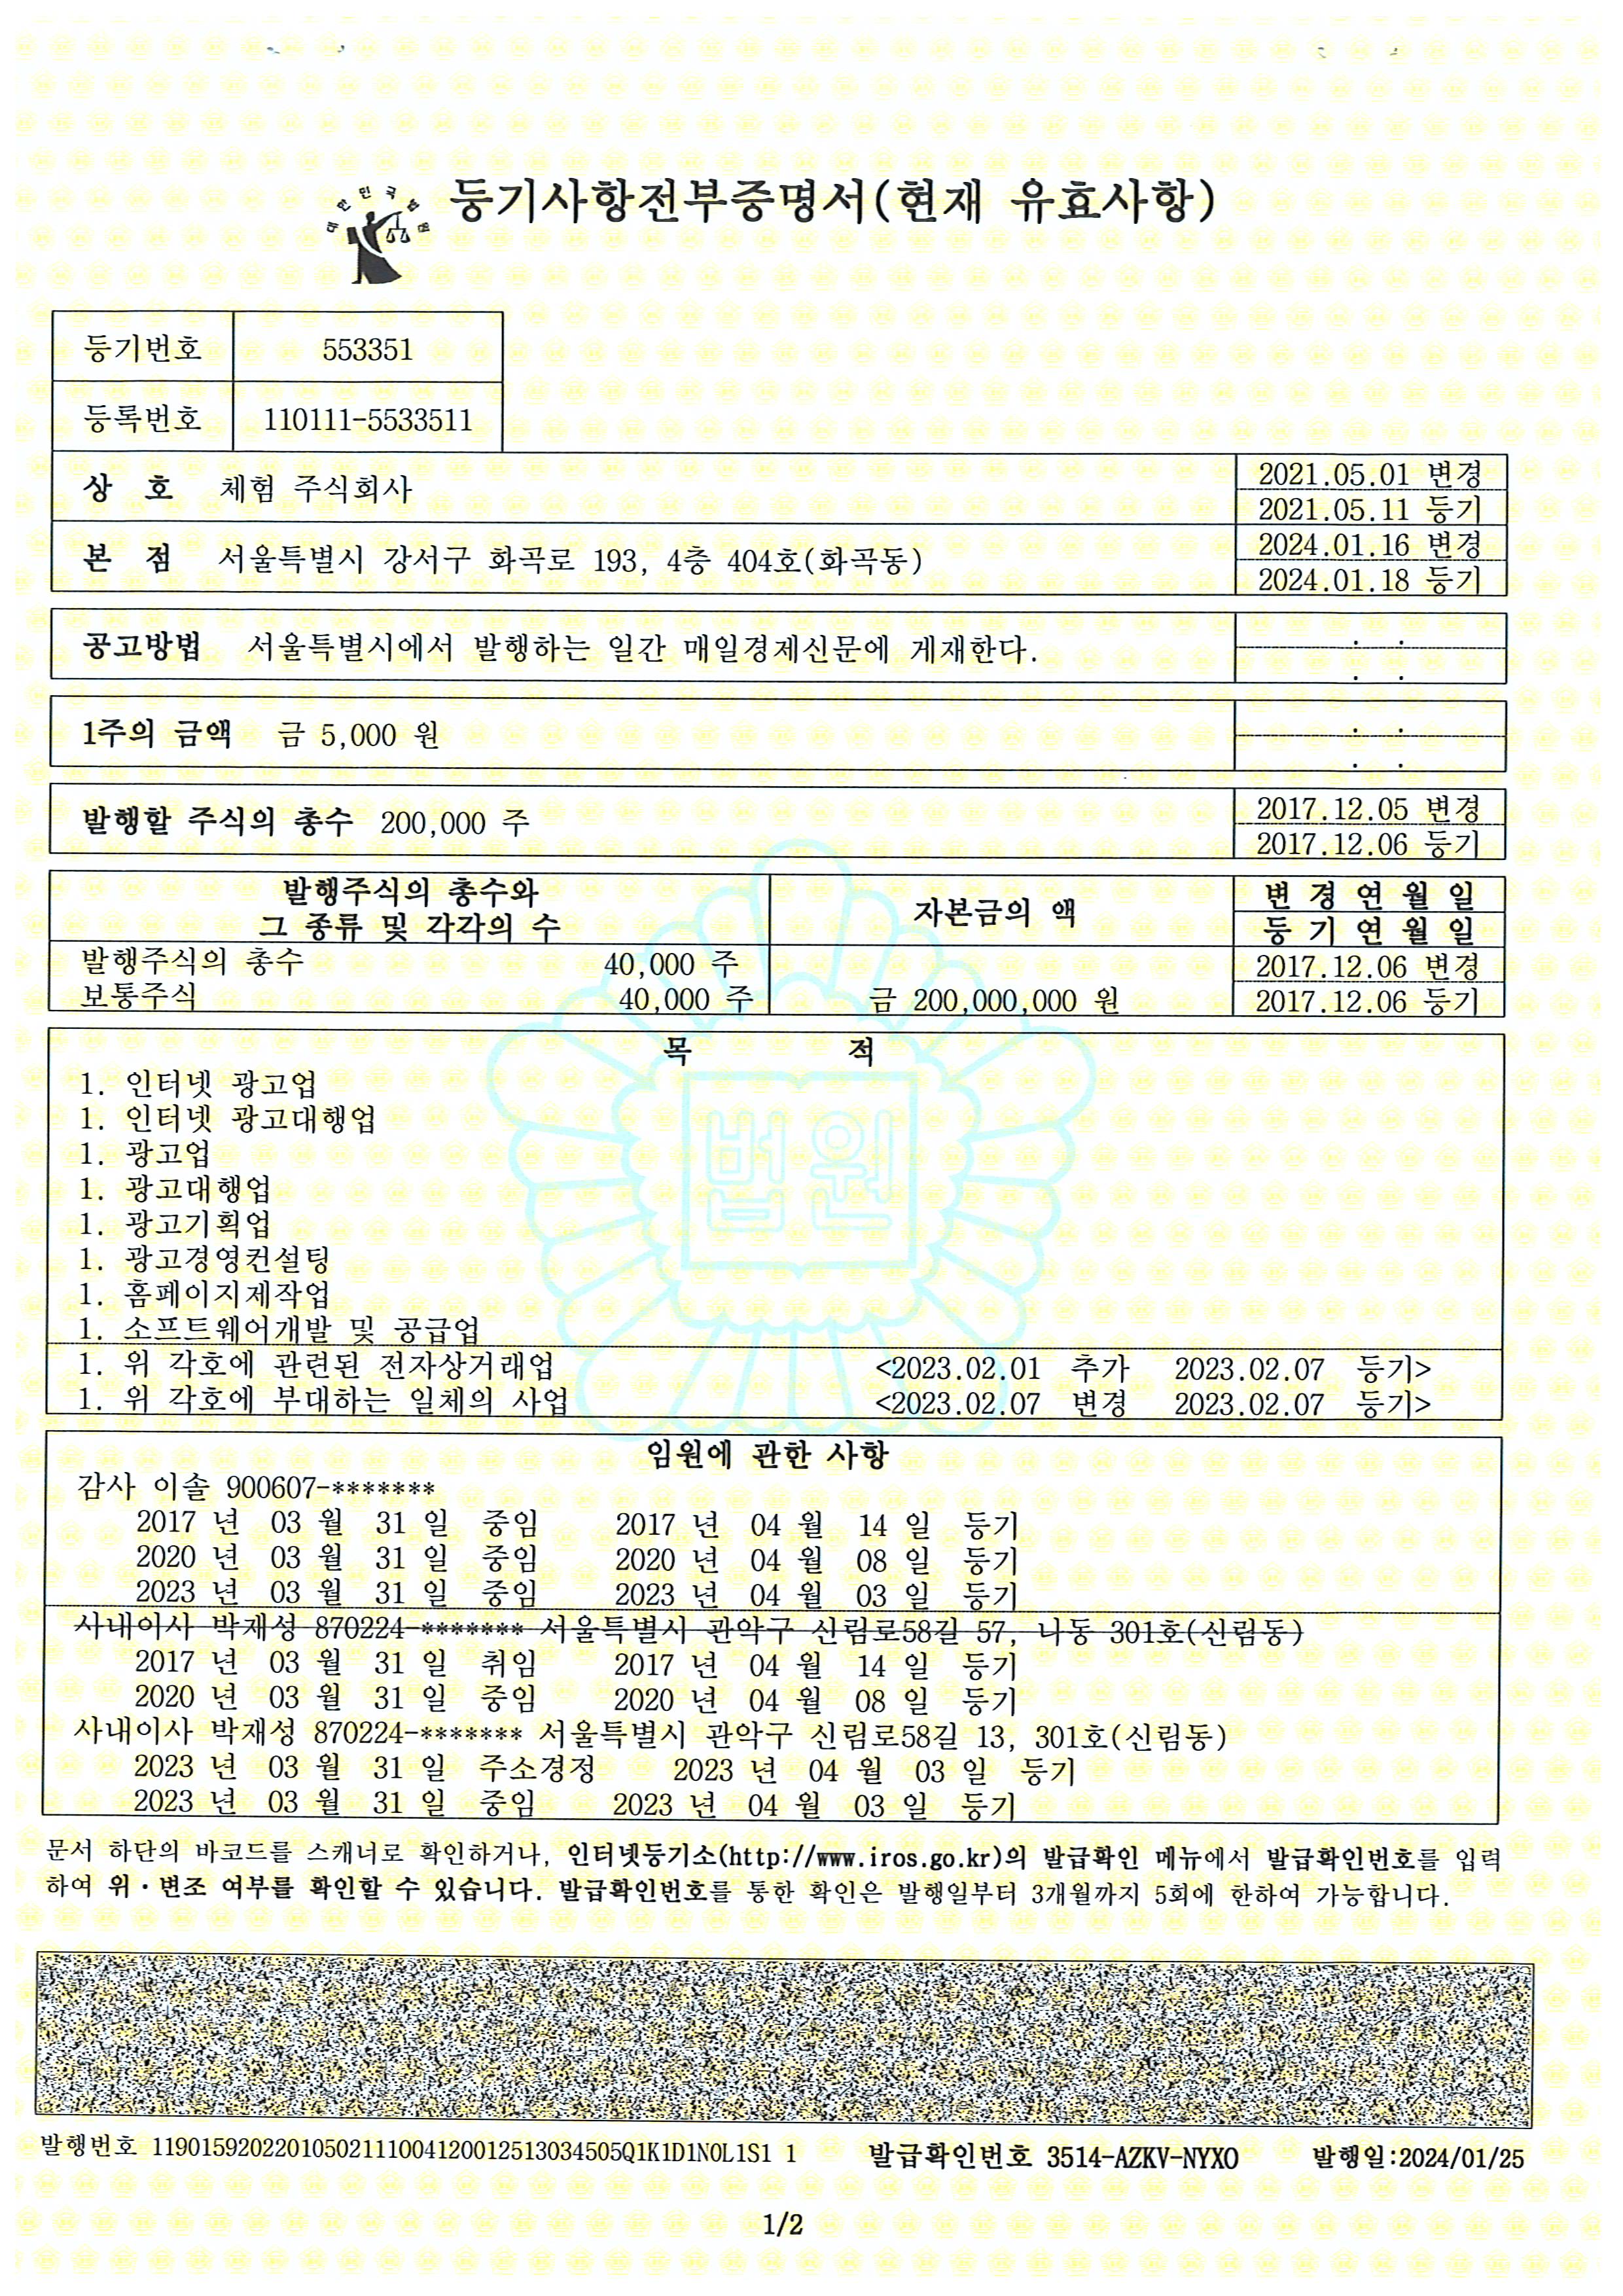 대한민국법원
등기사항전부증명서(현재 유효사항)
등기번호 553351
등록번호 110111-5533511
상 호 체험 주식회사 2021.05.01 변경
2021.05.11 등기
본 점 서울특별시 강서구 화곡로 193, 4층 404호(화곡동) 2024.01.16 변경
2024.01.18 등기
공고방법 서울특별시에서 발행하는 일간 매일경제신문에 게재한다. . .
. .
1주의 금액 금 5,000 원 . .
. .
발행할 주식의 총수 200,000 주 2017.12.05 변경
2017.12.06 등기
발행주식의 총수와 자본금의 액 변 경 연 월 일
그 종류 및 각각의 수 등 기 연 월 일
발행주식의 총수 40,000 주 2017.12.06 변경
보통주식 40,000 주 금 200,000,000 원 2017.12.06 등기
목 적
1. 인터넷 광고업
1. 인터넷 광고대행업
1. 광고업
1. 광고대행업
1. 광고기획업
1. 광고경영컨설팅
1. 홈페이지제작업
1. 소프트웨어개발 및 공급업
1. 위 각호에 관련된 전자상거래업 <2023.02.01 추가 2023.02.07 등기>
1. 위 각호에 부대하는 일체의 사업 <2023.02.07 변경 2023.02.07 등기>
법원
임원에 관한 사항
감사 이솔 900607-*******
2017 년 03 월 31 일 중임 2017 년 04 월 14 일 등기
2020 년 03 월 31 일 중임 2020 년 04 월 08 일 등기
2023 년 03 월 31 일 중임 2023 년 04 월 03 일 등기
사내이사 박재성 870224-******* 서울특별시 관악구 신림로58길 57, 나동 301호(신림동)
2017 년 03 월 31 일 취임 2017 년 04 월 14 일 등기
2020 년 03 월 31 일 중임 2020 년 04 월 08 일 등기
사내이사 박재성 870224-******* 서울특별시 관악구 신림로58길 13, 301호(신림동)
2023 년 03 월 31 일 주소경정 2023 년 04 월 03 일 등기
2023 년 03 월 31 일 중임 2023 년 04 월 03 일 등기
문서 하단의 바코드를 스캐너로 확인하거나, 인터넷등기소(http://www.iros.go.kr)의 발급확인 메뉴에서 발급확인번호를 입력
하여 위·변조 여부를 확인할 수 있습니다. 발급확인번호를 통한 확인은 발행일부터 3개월까지 5회에 한하여 가능합니다.
발행번호 11901592022010502111004120012513034505Q1K1D1N0L1S1 1 발급확인번호 3514-AZKV-NYXO 발행일:2024/01/25
1/2